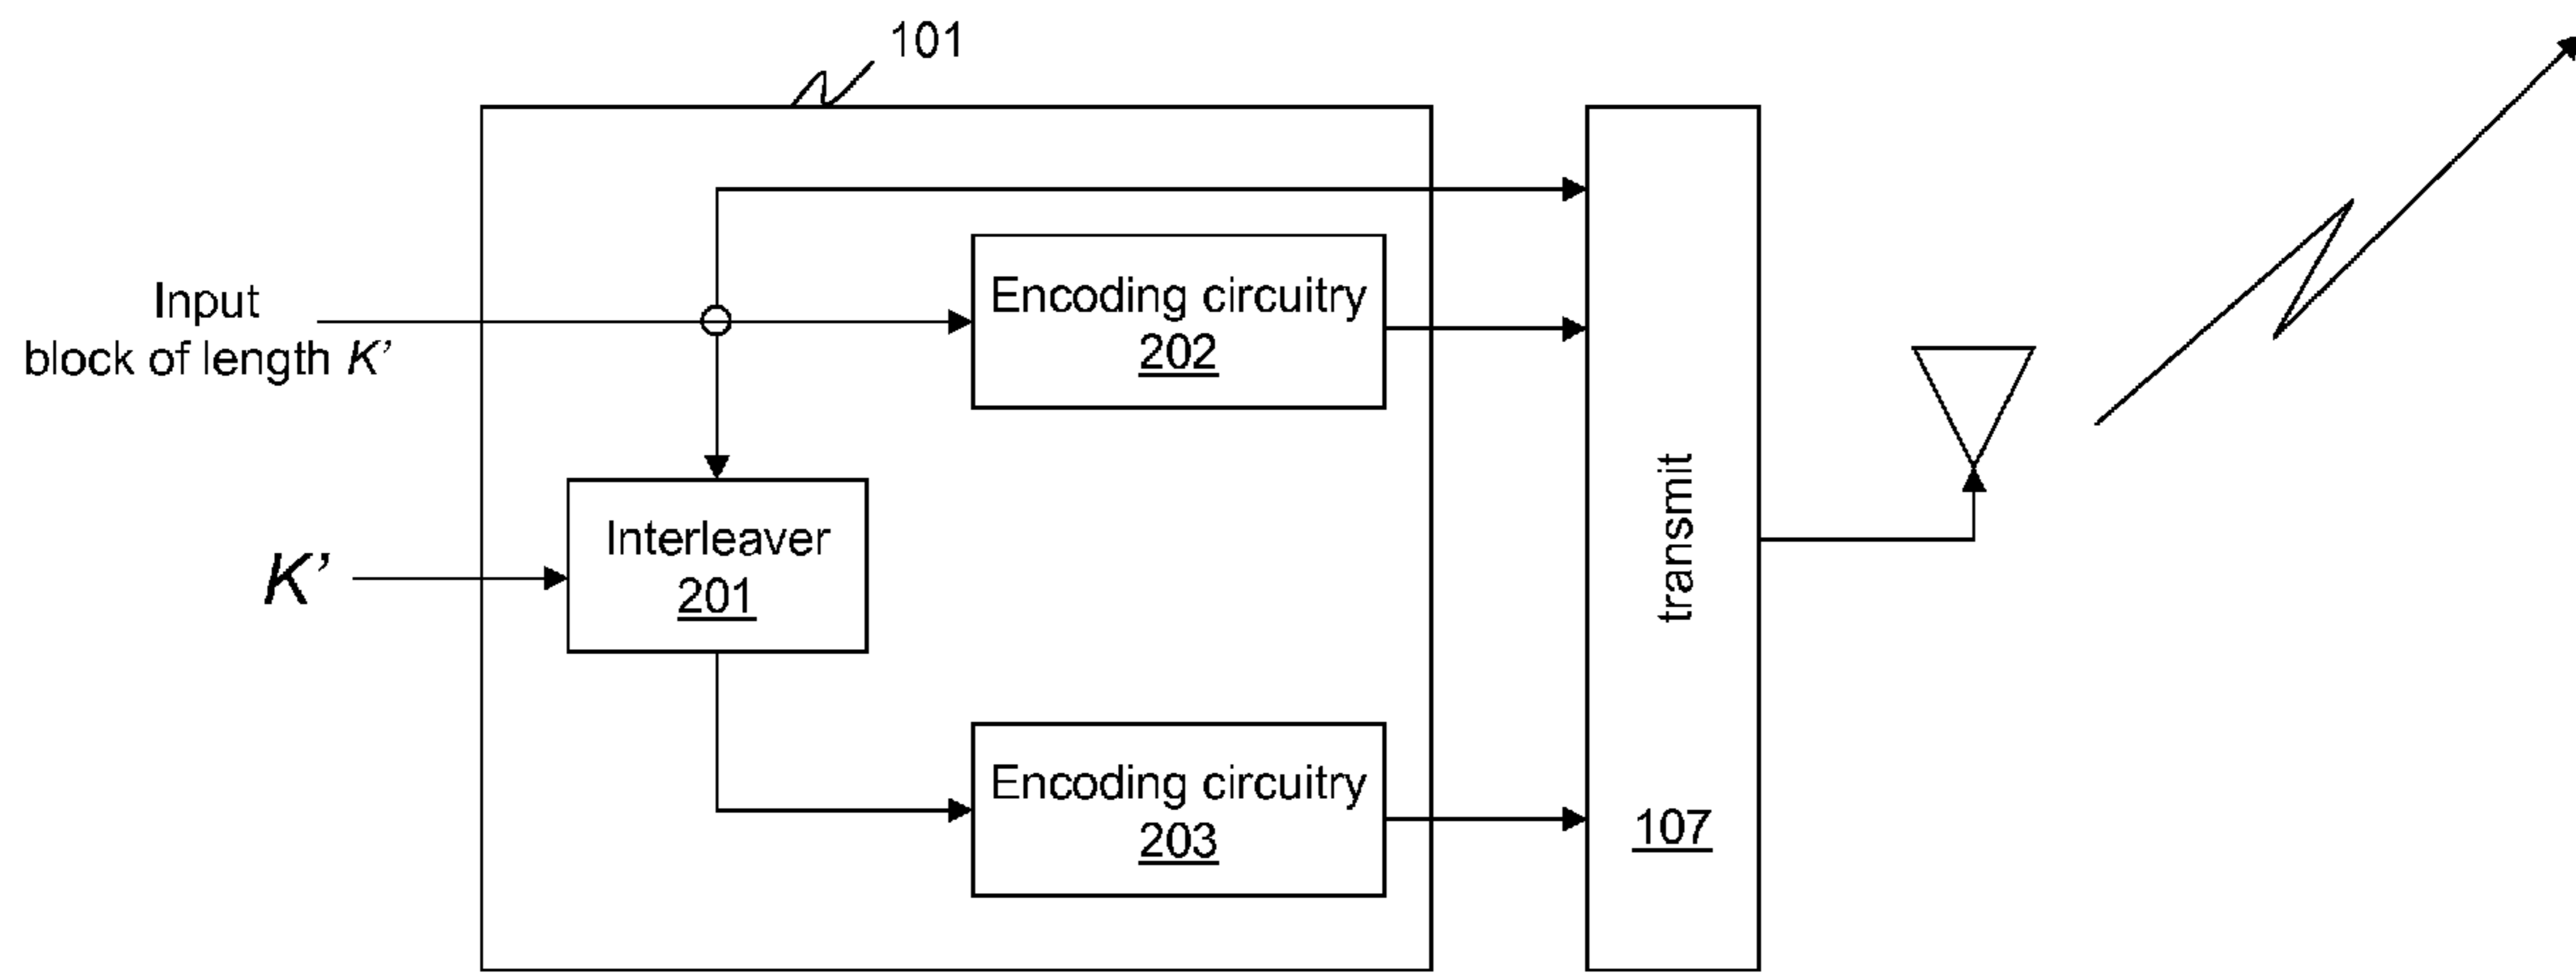 101
Input
block of length K’
Encoding circuitry
202
Interleaver
201
K’
transmit
Encoding circuitry
203
107